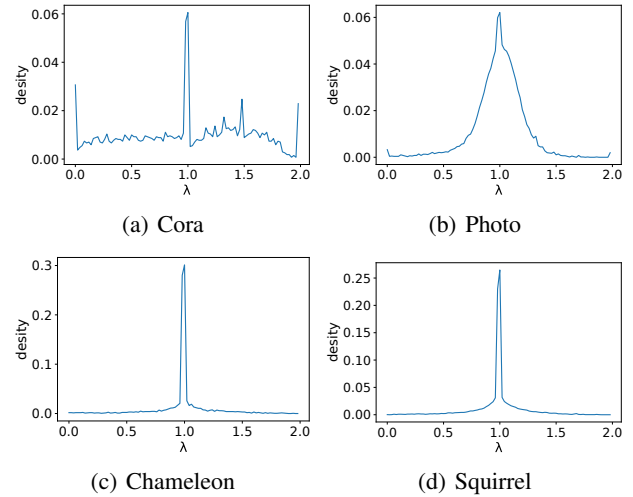 0.06
0.04
0.02
0.00
desity
0.0 0.5 1.0 1.5 2.0
λ
(a) Cora
0.06
0.04
0.02
0.00
desity
0.0 0.5 1.0 1.5 2.0
λ
(b) Photo
0.3
0.2
0.1
0.0
desity
0.0 0.5 1.0 1.5 2.0
λ
(c) Chameleon
0.25
0.20
0.15
0.10
0.05
0.00
desity
0.0 0.5 1.0 1.5 2.0
λ
(d) Squirrel